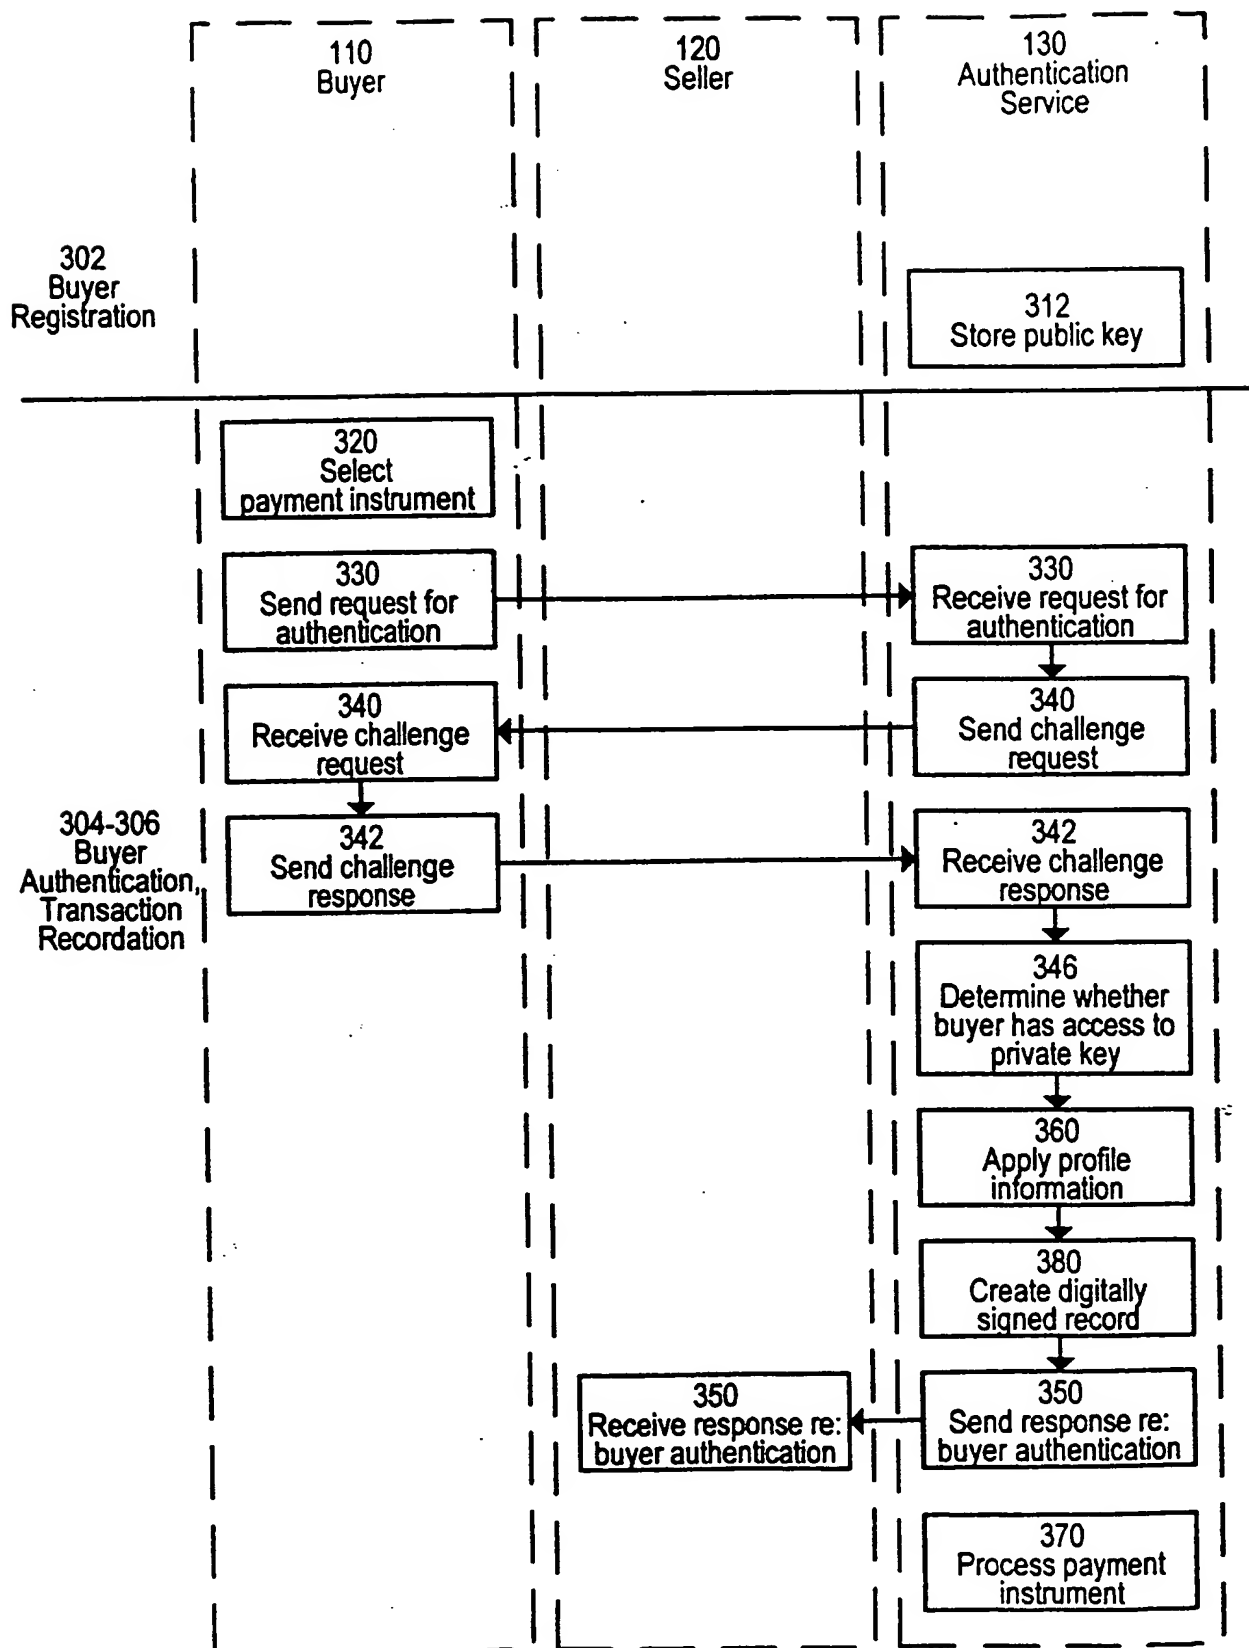 110
Buyer
120
Seller
130
Authentication
Service
302
Buyer
Registration
312
Store public key
320
Select
payment instrument
330
Send request for
authentication
330
Receive request for
authentication
340
Receive challenge
request
340
Send challenge
request
304-306
Buyer
Authentication,
Transaction
Recordation
342
Send challenge
response
342
Receive challenge
response
346
Determine whether
buyer has access to
private key
360
Apply profile
information
380
Create digitally
signed record
350
Receive response re:
buyer authentication
350
Send response re:
buyer authentication
370
Process payment
instrument